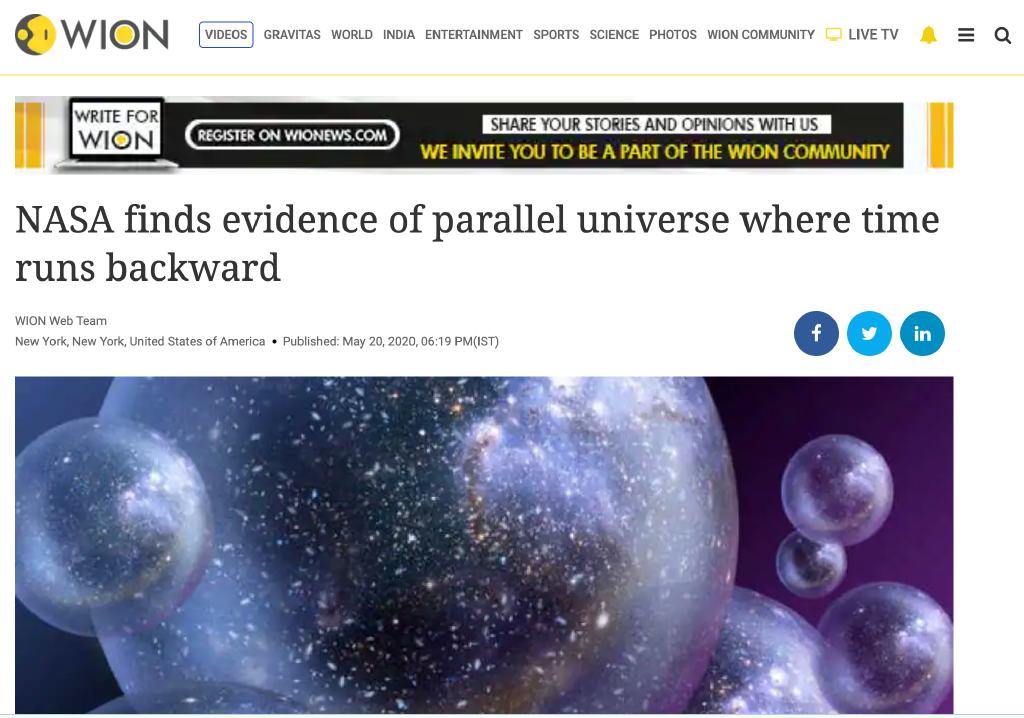 WION
VIDEOS GRAVITAS WORLD INDIA ENTERTAINMENT SPORTS SCIENCE PHOTOS WION COMMUNITY LIVE TV
WRITE FOR
WION
REGISTER ON WIONEWS.COM
SHARE YOUR STORIES AND OPINIONS WITH US
WE INVITE YOU TO BE A PART OF THE WION COMMUNITY
NASA finds evidence of parallel universe where time
runs backward
WION Web Team
New York, New York, United States of America • Published: May 20, 2020, 06:19 PM(IST)